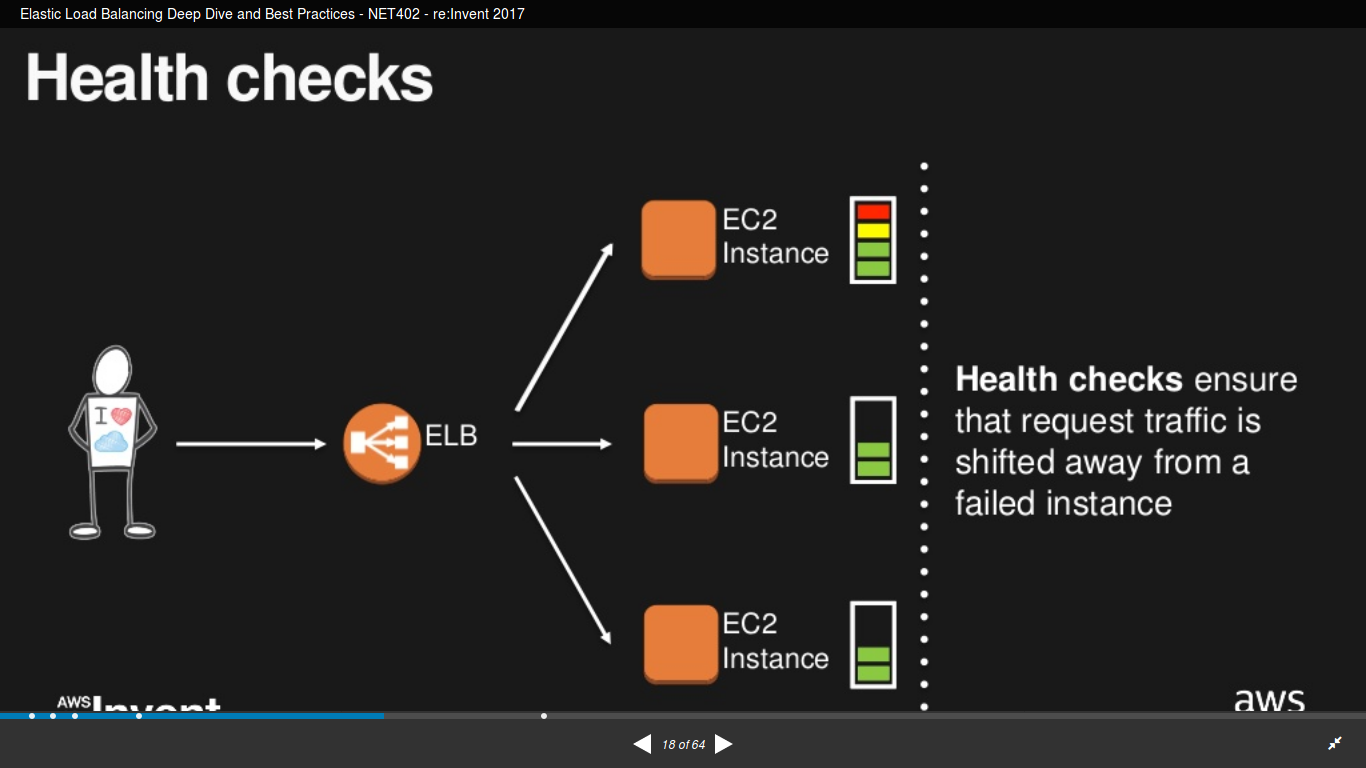 Elastic Load Balancing Deep Dive and Best Practices - NET402 - re:Invent 2017
Health checks
EC2
Instance
I
ELB
EC2
Instance
EC2
Instance
Health checks ensure
that request traffic is
shifted away from a
failed instance
AWS
Invent
aws
18 of 64